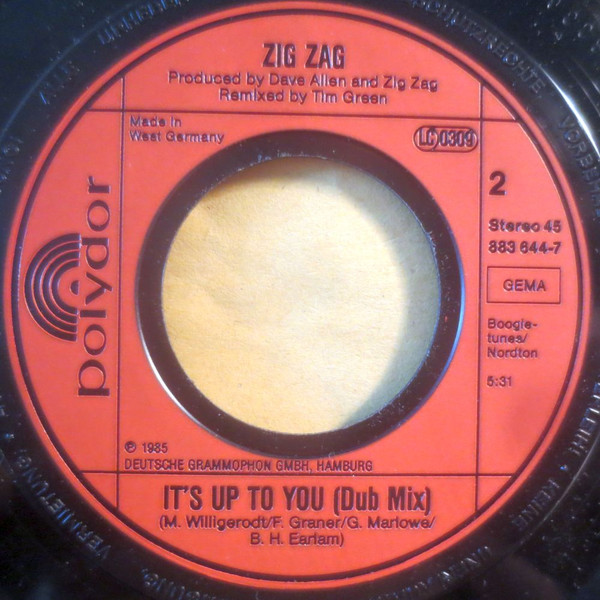 ZIG ZAG
Produced by Dave Allen and Zig Zag
Remixed by Tim Green
Made in
West Germany
LC 0309
polydor
2
Stereo 45
883 644-7
GEMA
Boogie-
tunes/
Nordton
5:31
℗ 1985
DEUTSCHE GRAMMOPHON GMBH, HAMBURG
IT'S UP TO YOU (Dub Mix)
(M. Willigerodt/F. Graner/G. Marlowe/
B. H. Earlam)